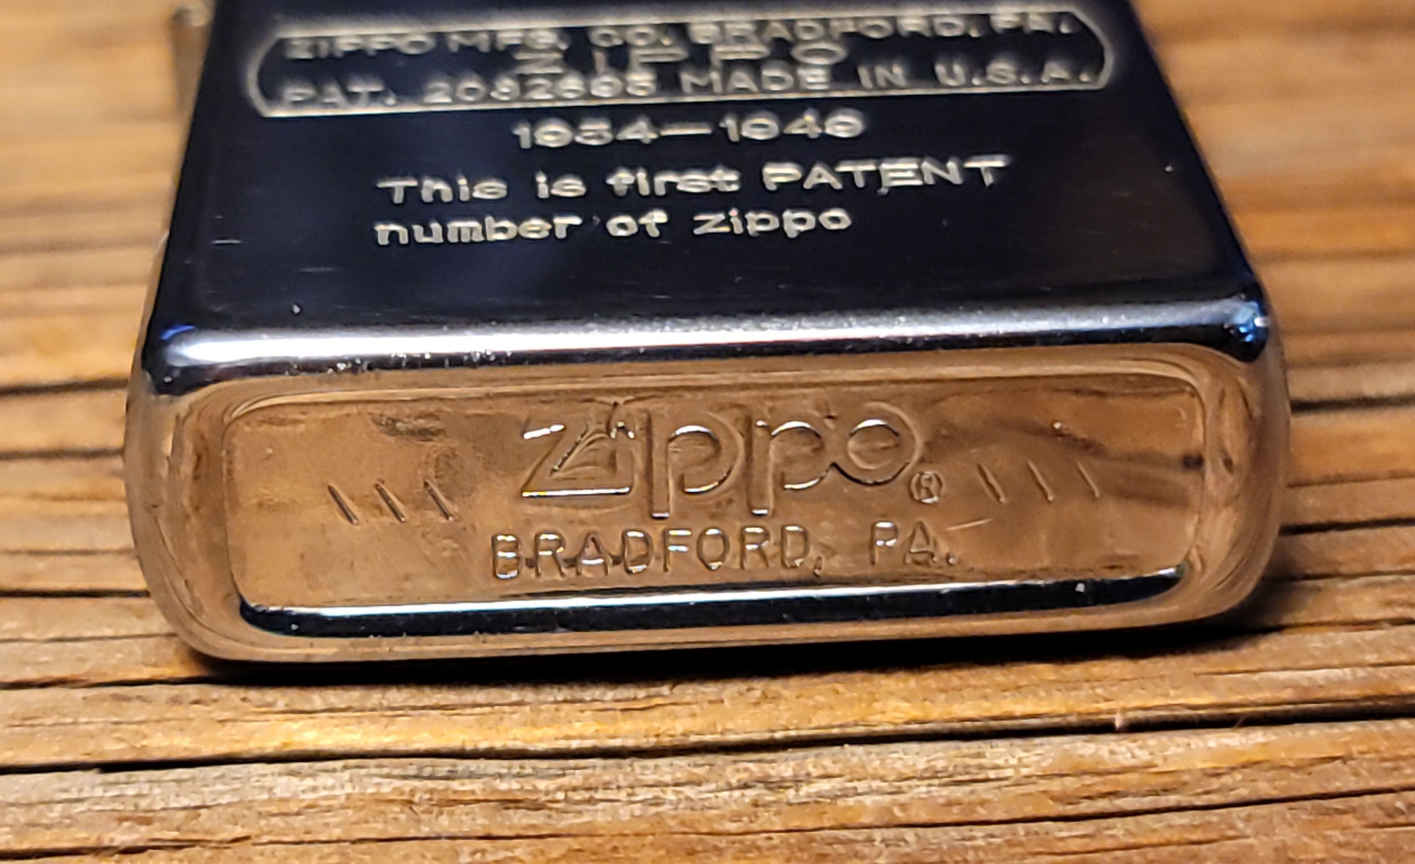 ZIPPO MFG. CO. BRADFORD, PA.
ZIPPO
PAT. 2032695 MADE IN U.S.A.
1934—1946
This is first PATENT
number of zippo
\\\ Zippo® \\\
BRADFORD, PA.